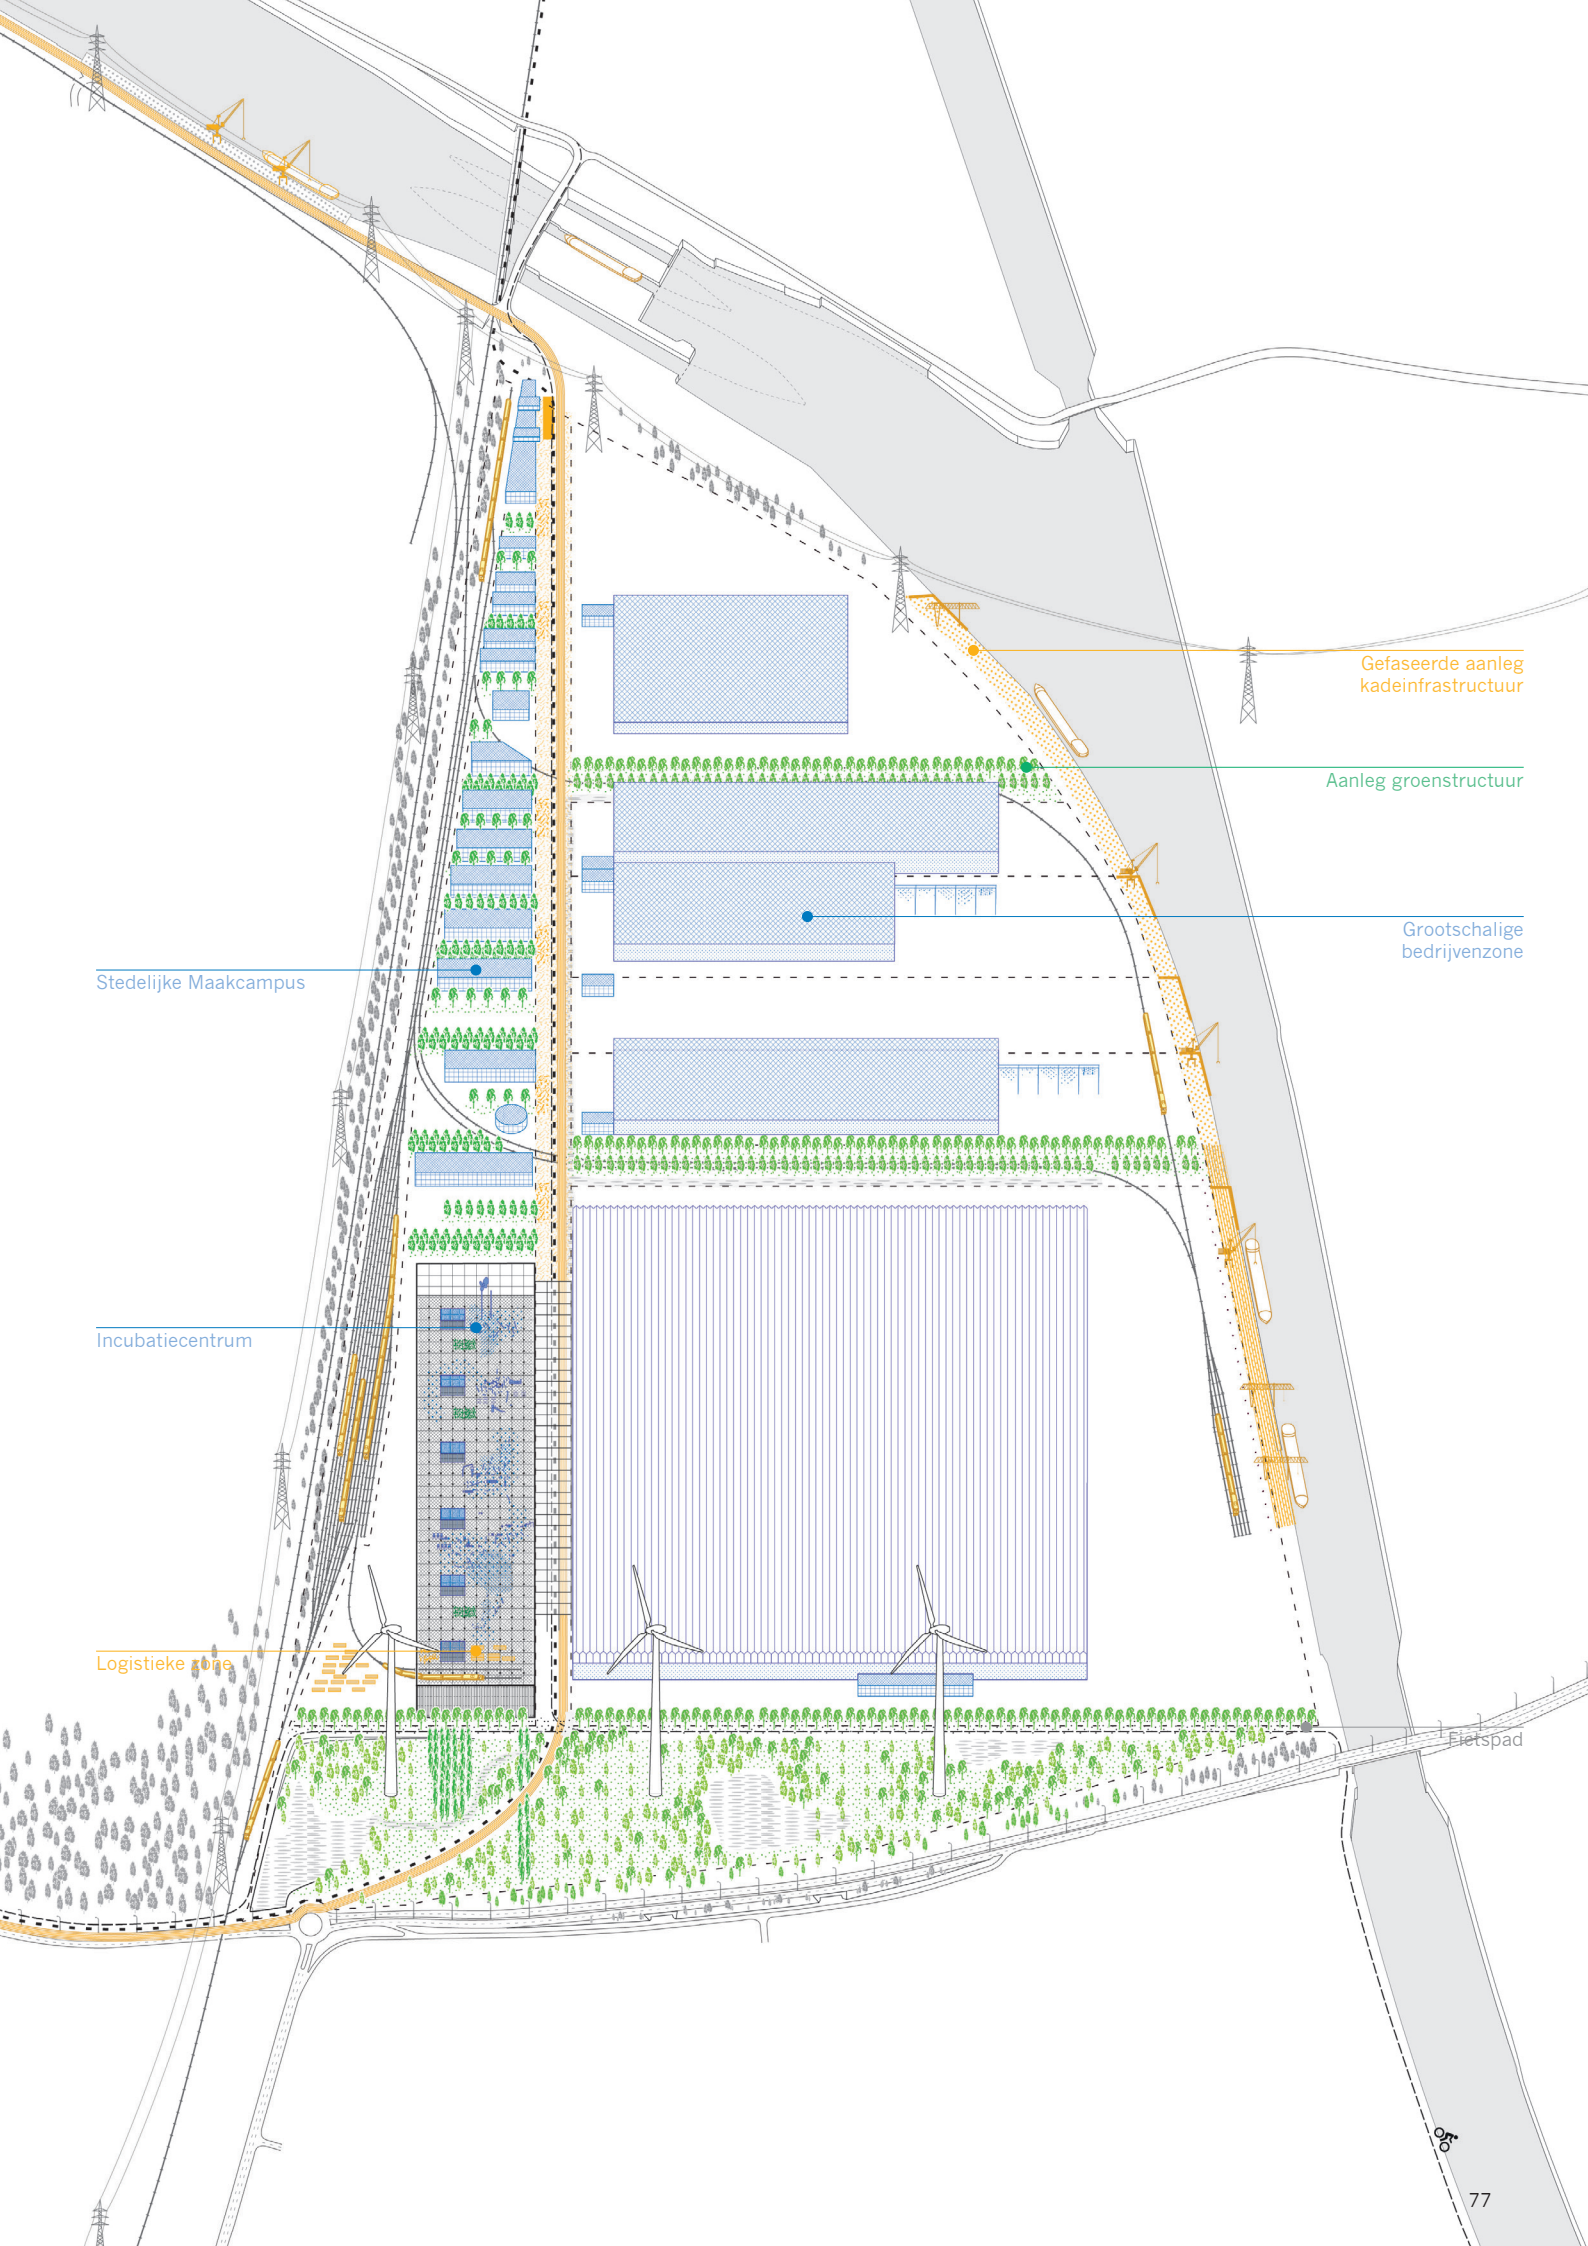 Gefaseerde aanleg
kadeinfrastructuur
Aanleg groenstructuur
Grootschalige
bedrijvenzone
Stedelijke Maakcampus
Incubatiecentrum
Logistieke zone
Fietspad
77